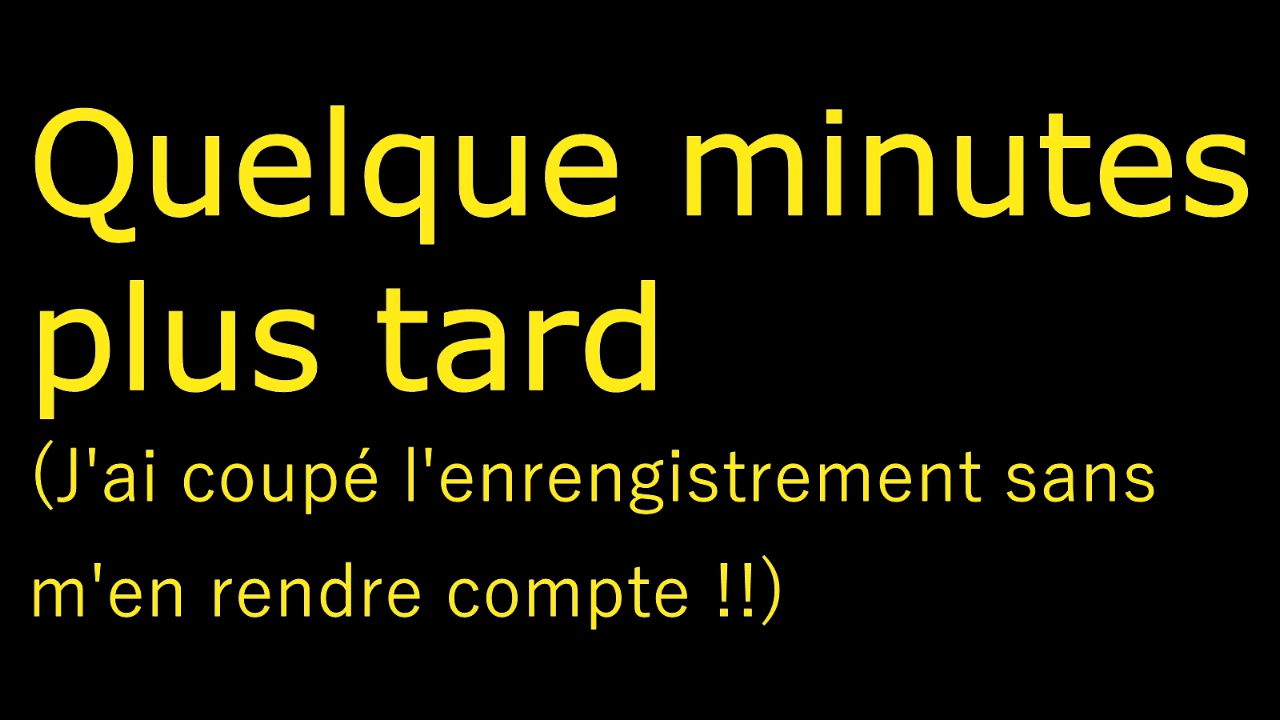 Quelque minutes
plus tard
(J'ai coupé l'enrengistrement sans
m'en rendre compte !!)